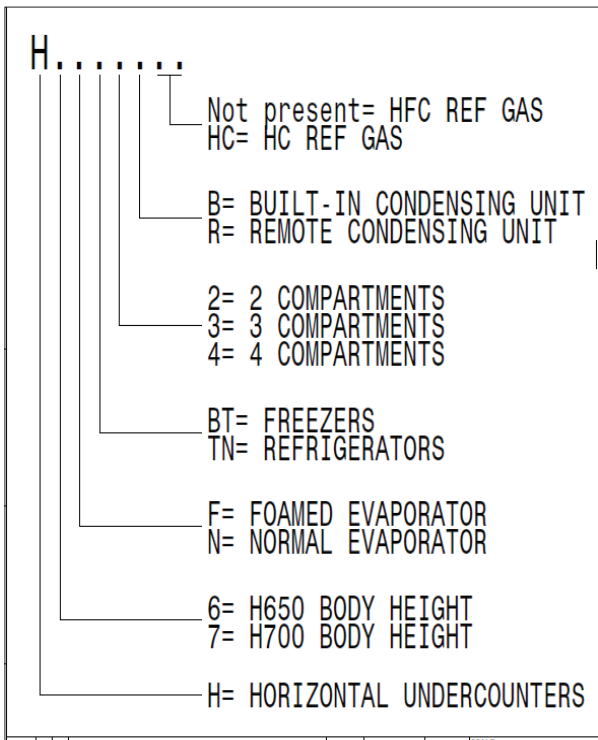 H.......
Not present= HFC REF GAS
HC= HC REF GAS
B= BUILT-IN CONDENSING UNIT
R= REMOTE CONDENSING UNIT
2= 2 COMPARTMENTS
3= 3 COMPARTMENTS
4= 4 COMPARTMENTS
BT= FREEZERS
TN= REFRIGERATORS
F= FOAMED EVAPORATOR
N= NORMAL EVAPORATOR
6= H650 BODY HEIGHT
7= H700 BODY HEIGHT
H= HORIZONTAL UNDERCOUNTERS